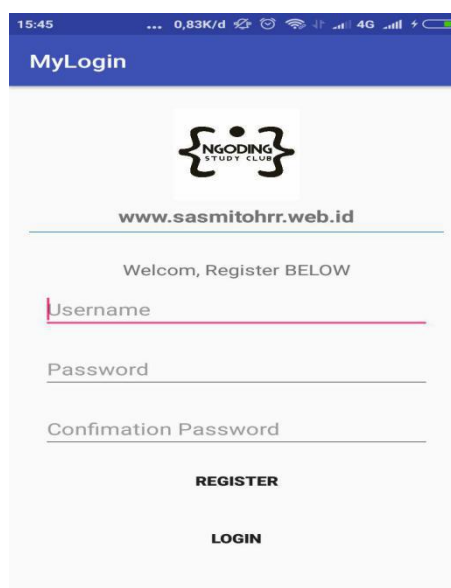 15:45 ... 0,83K/d 4G
MyLogin
NGODING
STUDY CLUB
www.sasmitohrr.web.id
Welcom, Register BELOW
Username
Password
Confimation Password
REGISTER
LOGIN